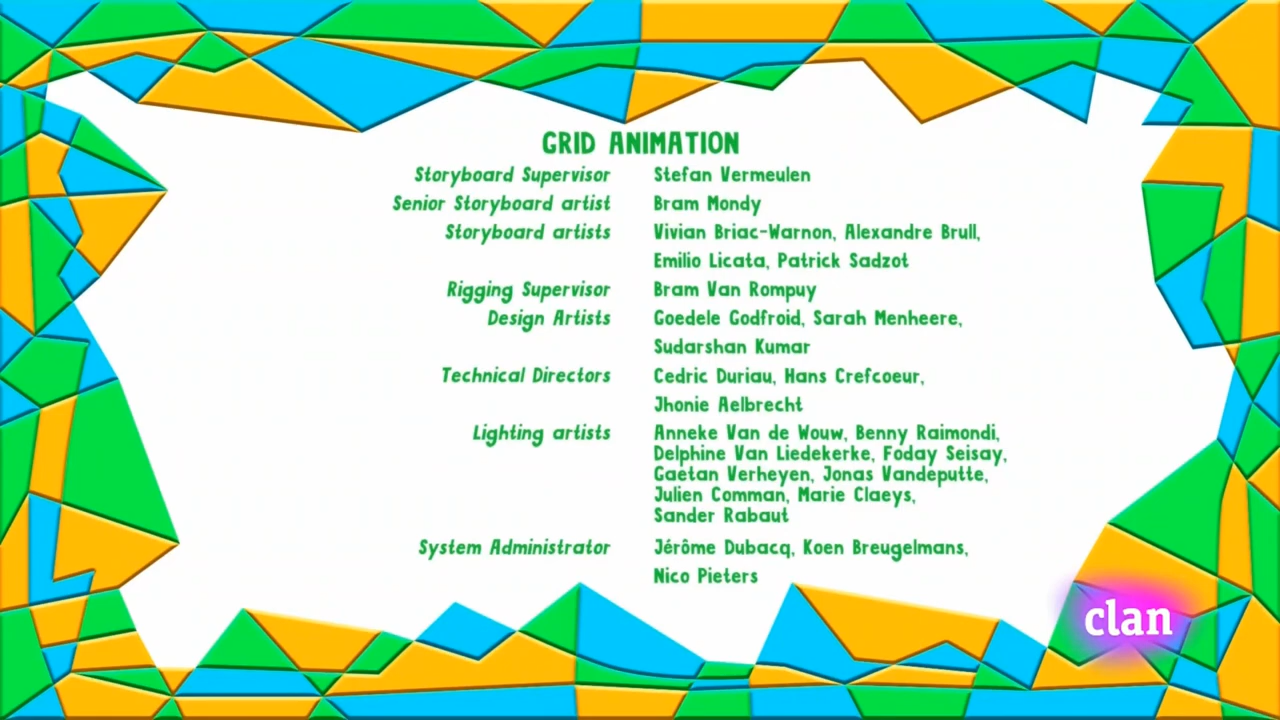 GRID ANIMATION
Storyboard Supervisor Stefan Vermeulen
Senior Storyboard artist Bram Mondy
Storyboard artists Vivian Briac-Warnon, Alexandre Brull,
Emilio Licata, Patrick Sadzot
Rigging Supervisor Bram Van Rompuy
Design Artists Goedele Godfroid, Sarah Menheere,
Sudarshan Kumar
Technical Directors Cedric Duriau, Hans Crefcoeur,
Jhonie Aelbrecht
Lighting artists Anneke Van de Wouw, Benny Raimondi,
Delphine Van Liedekerke, Foday Seisay,
Gaetan Verheyen, Jonas Vandeputte,
Julien Comman, Marie Claeys,
Sander Rabaut
System Administrator Jérôme Dubacq, Koen Breugelmans,
Nico Pieters
clan